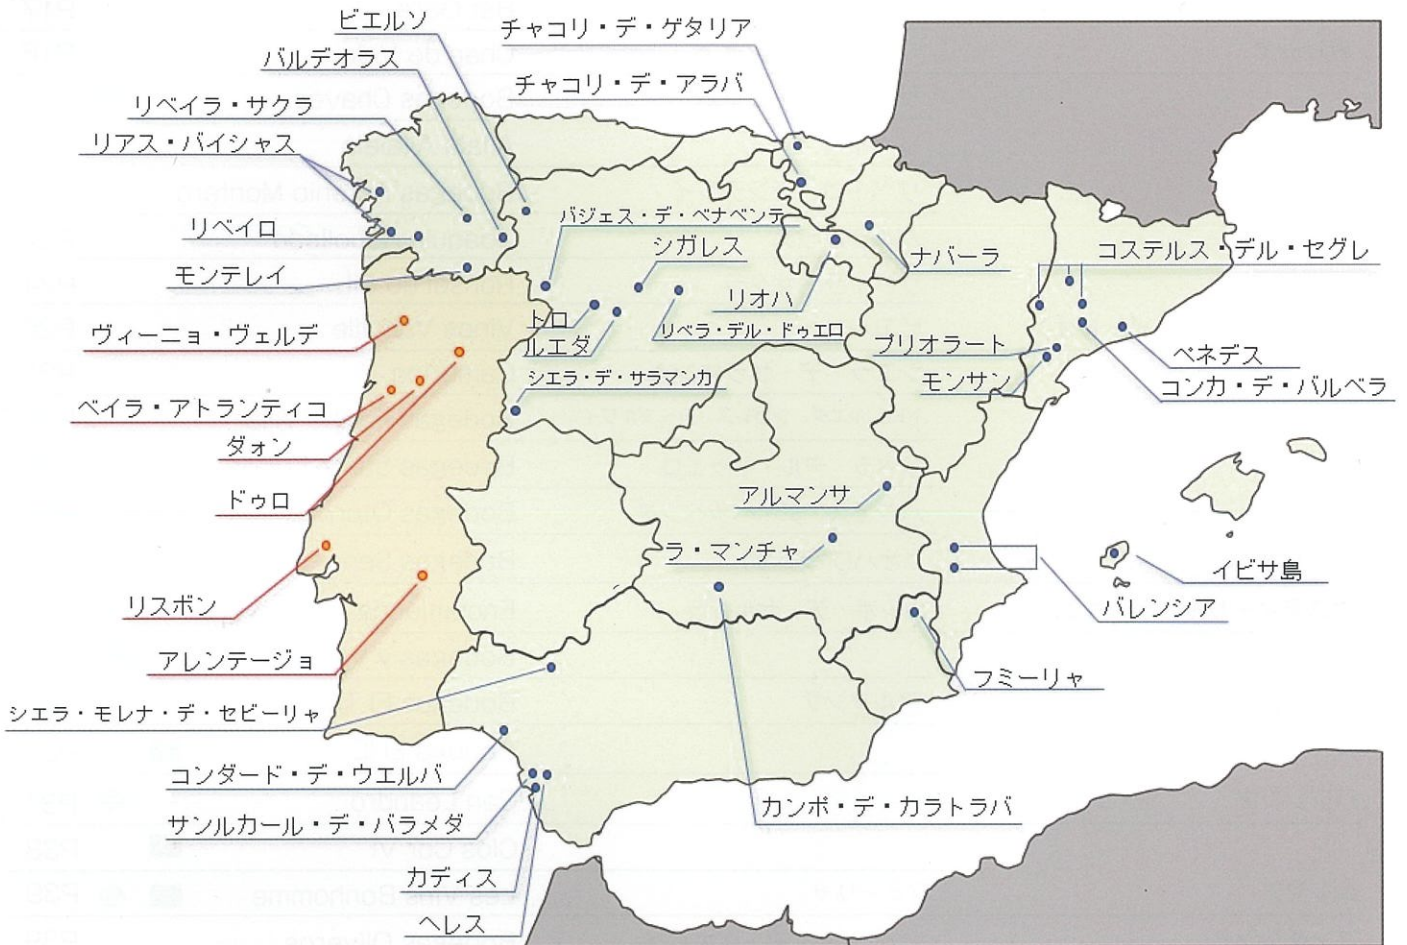 ビエルソ
チャコリ・デ・ゲタリア
バルデオラス
チャコリ・デ・アラバ
リベイラ・サクラ
リアス・バイシャス
バジェス・デ・ベナベンテ
リベイロ
シガレス
ナバーラ
コステルス・デル・セグレ
モンテレイ
リオハ
トロ
ヴィーニョ・ヴェルデ
ルエダ
リベラ・デル・ドゥエロ
プリオラート
ペネデス
シエラ・デ・サラマンカ
モンサン
コンカ・デ・バルベラ
ベイラ・アトランティコ
ダォン
ドゥロ
アルマンサ
ラ・マンチャ
イビサ島
リスボン
バレンシア
アレンテージョ
フミーリャ
シエラ・モレナ・デ・セビーリャ
コンダード・デ・ウエルバ
カンポ・デ・カラトラバ
サンルカール・デ・バラメダ
カディス
ヘレス